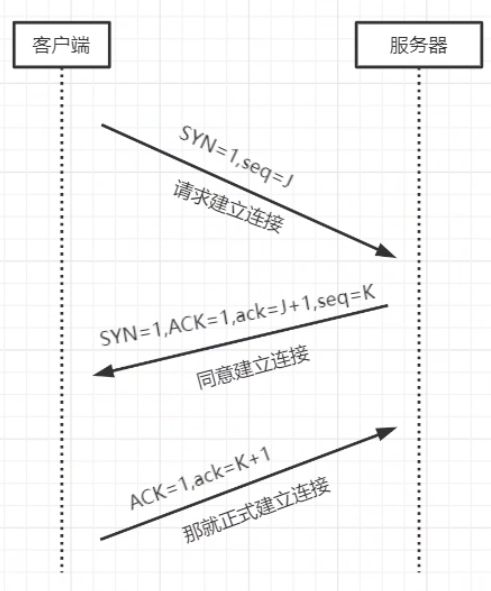 客户端
服务器
SYN=1,seq=J
请求建立连接
SYN=1,ACK=1,ack=J+1,seq=K
同意建立连接
ACK=1,ack=K+1
那就正式建立连接